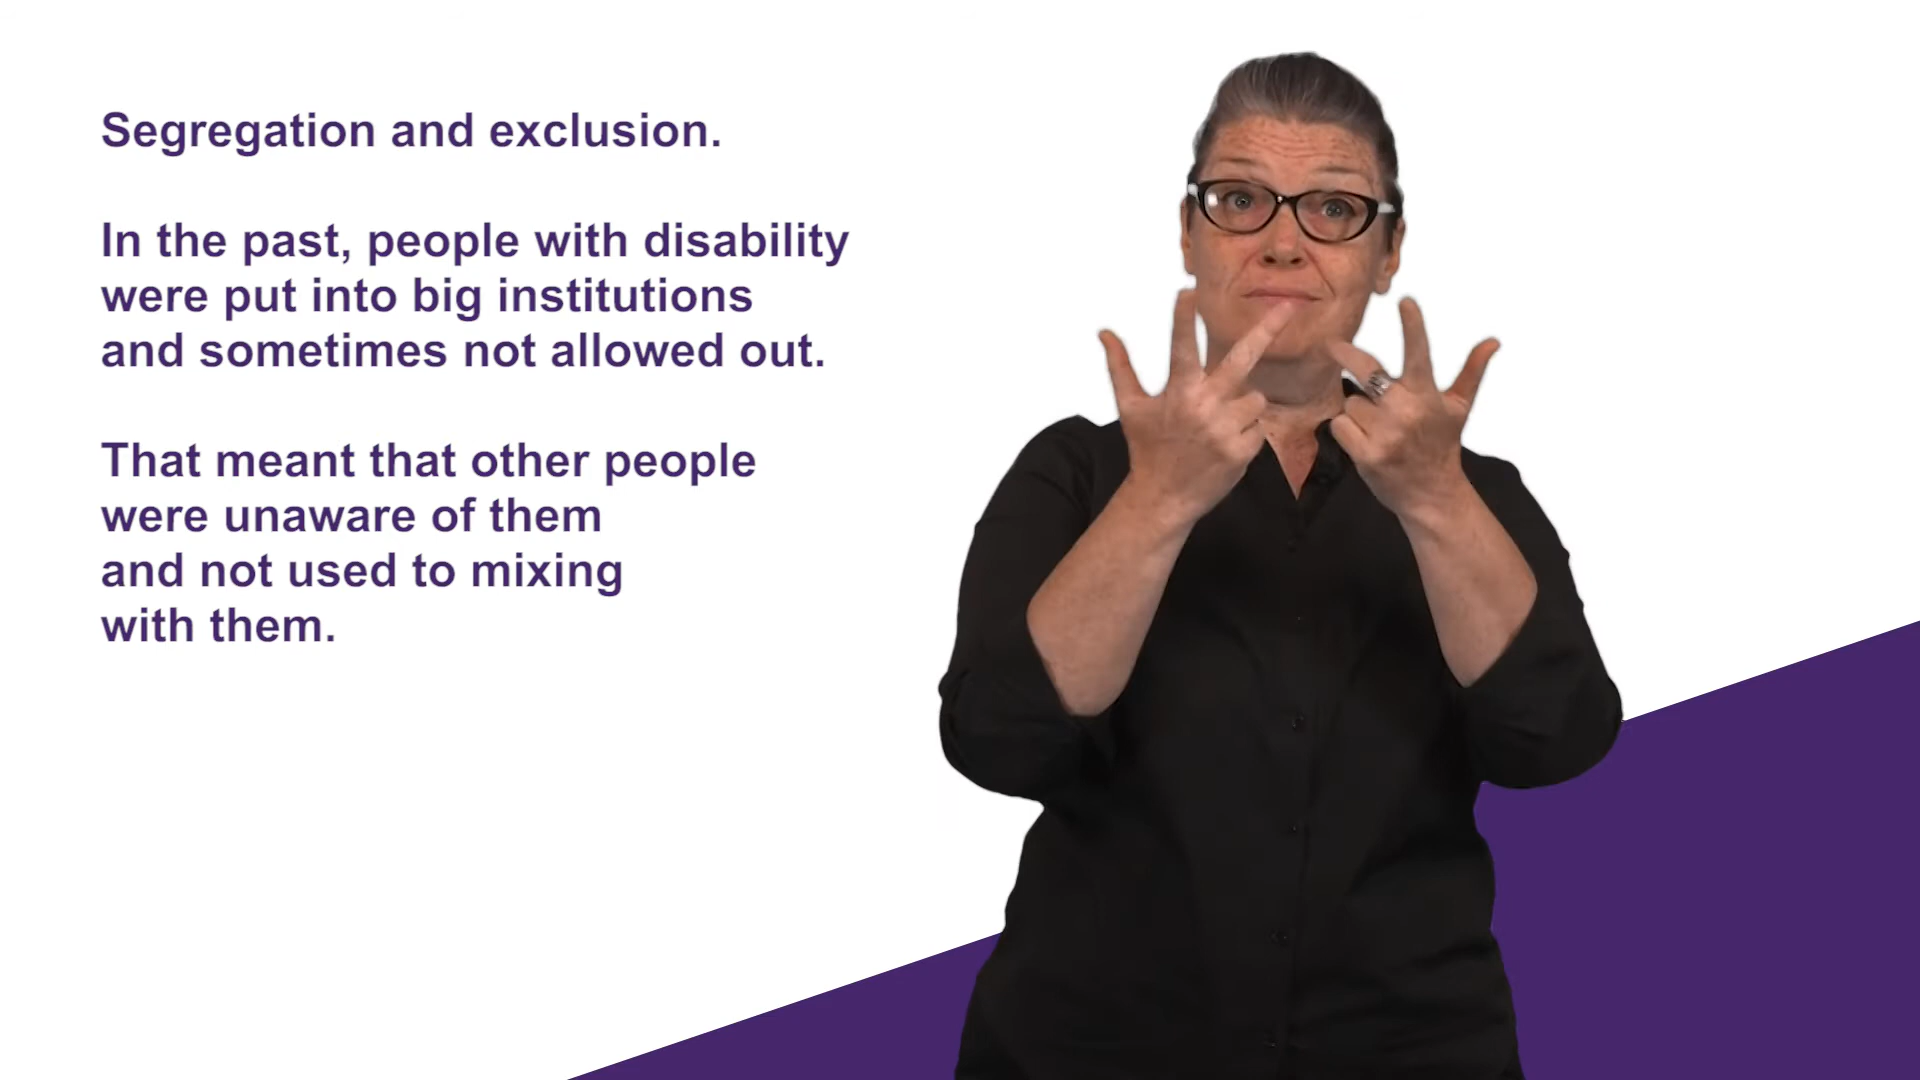 Segregation and exclusion.
In the past, people with disability
were put into big institutions
and sometimes not allowed out.
That meant that other people
were unaware of them
and not used to mixing
with them.